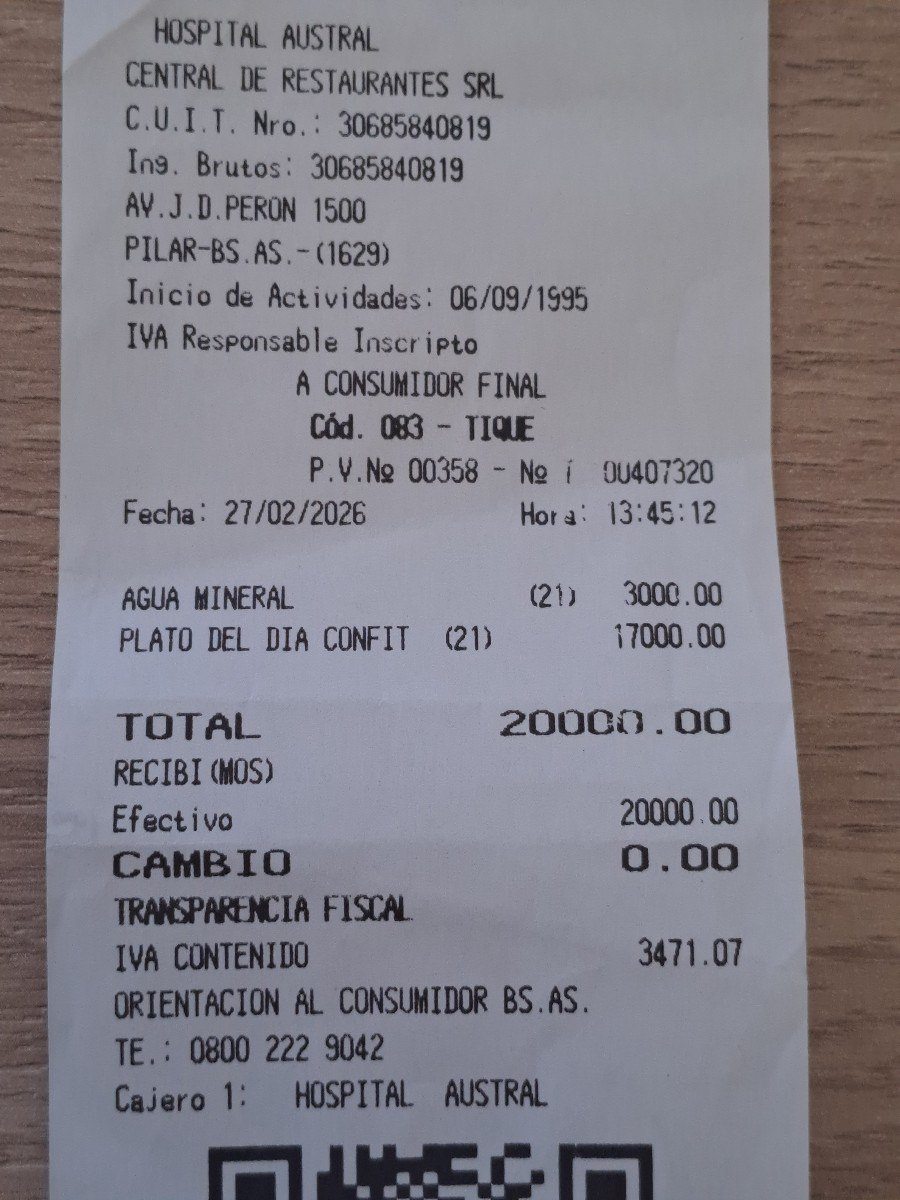 HOSPITAL AUSTRAL
CENTRAL DE RESTAURANTES SRL
C.U.I.T. Nro.: 30685840819
Ing. Brutos: 30685840819
AV.J.D.PERON 1500
PILAR-BS.AS.-(1629)
Inicio de Actividades: 06/09/1995
IVA Responsable Inscripto
A CONSUMIDOR FINAL
Cód. 083 - TIQUE
P.V.Nº 00358 - Nº 00407320
Fecha: 27/02/2026 Hora: 13:45:12
AGUA MINERAL (21) 3000.00
PLATO DEL DIA CONFIT (21) 17000.00
TOTAL 20000.00
RECIBI(MOS)
Efectivo 20000.00
CAMBIO 0.00
TRANSPARENCIA FISCAL
IVA CONTENIDO 3471.07
ORIENTACION AL CONSUMIDOR BS.AS.
TE.: 0800 222 9042
Cajero 1: HOSPITAL AUSTRAL